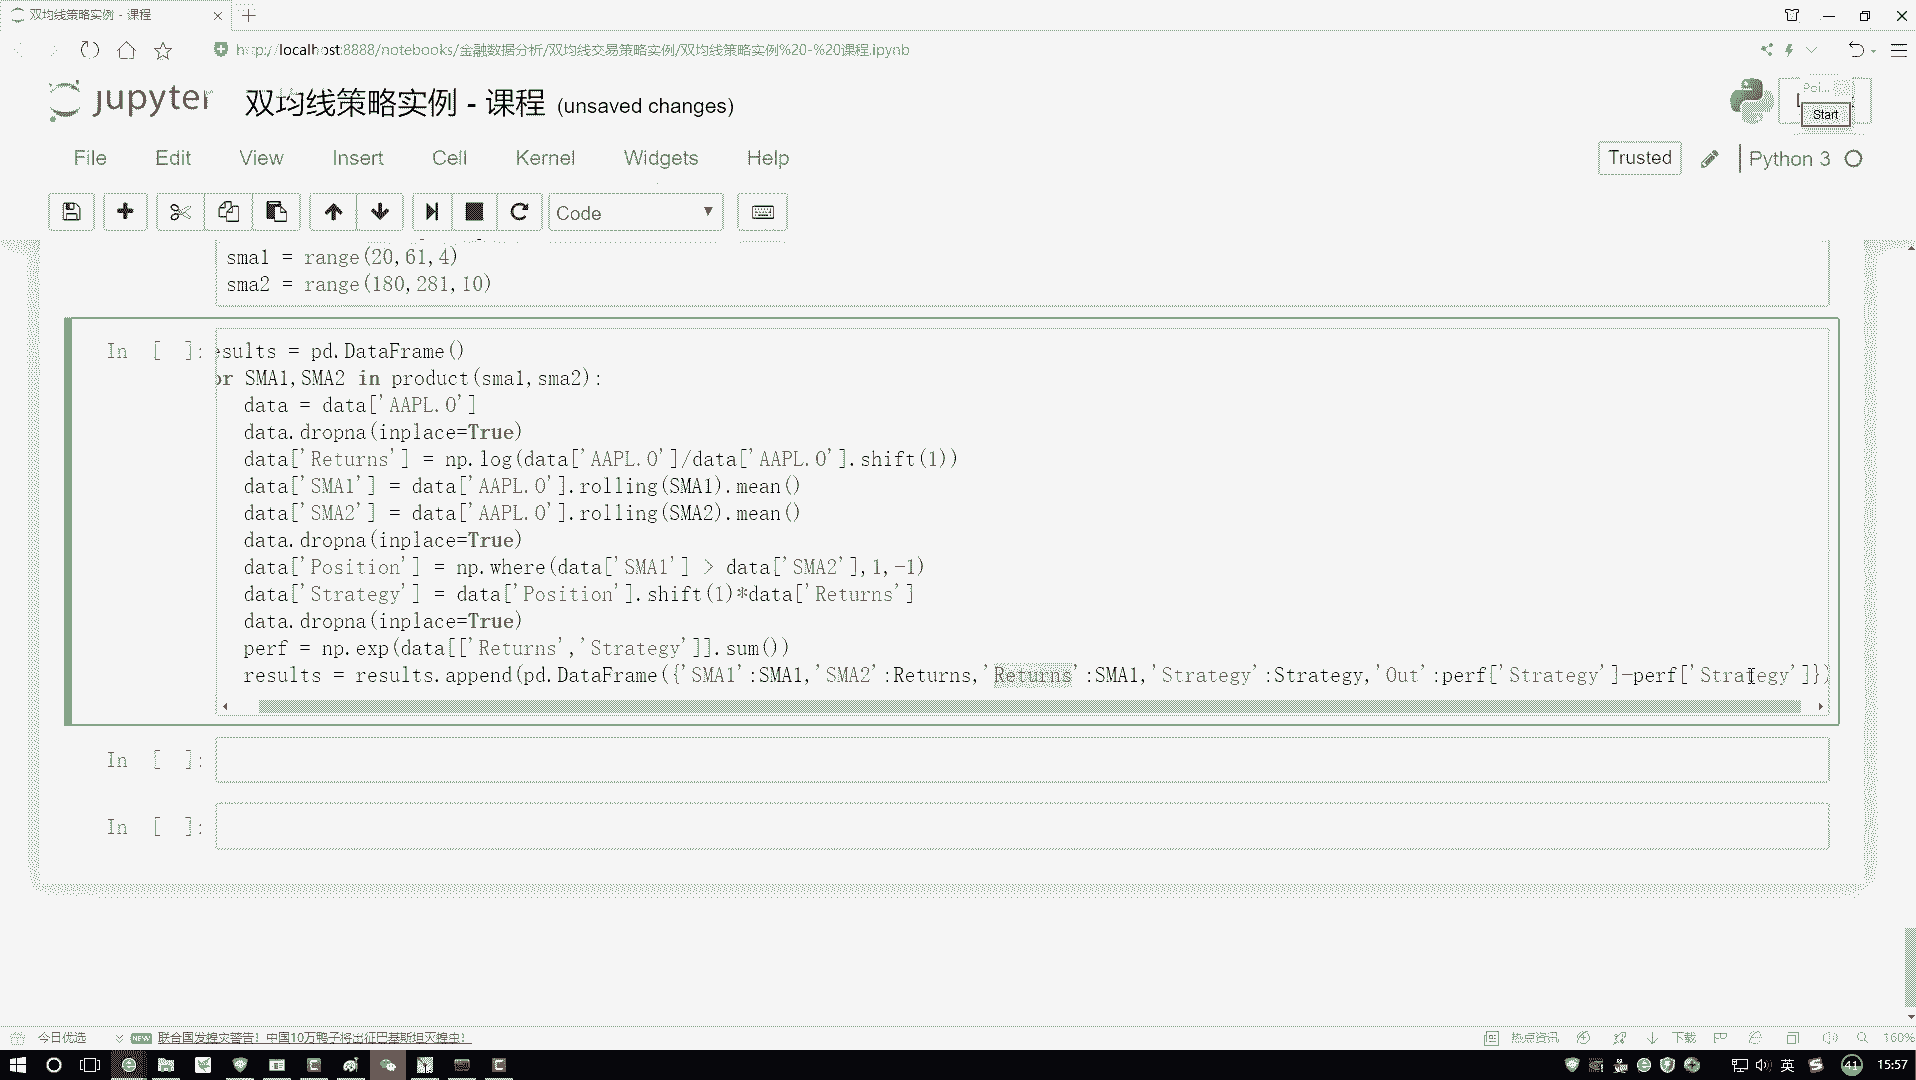 双均线策略实例 - 课程
http://localhost:8888/notebooks/金融数据分析/双均线交易策略实例/双均线策略实例%20-%20课程.ipynb
jupyter 双均线策略实例 - 课程 (unsaved changes)
Poi...
Start
File Edit View Insert Cell Kernel Widgets Help
Trusted Python 3
Code
sma1 = range(20,61,4)
sma2 = range(180,281,10)
In [ ]: esults = pd.DataFrame()
or SMA1,SMA2 in product(sma1,sma2):
data = data['AAPL.O']
data.dropna(inplace=True)
data['Returns'] = np.log(data['AAPL.O']/data['AAPL.O'].shift(1))
data['SMA1'] = data['AAPL.O'].rolling(SMA1).mean()
data['SMA2'] = data['AAPL.O'].rolling(SMA2).mean()
data.dropna(inplace=True)
data['Position'] = np.where(data['SMA1'] > data['SMA2'],1,-1)
data['Strategy'] = data['Position'].shift(1)*data['Returns']
data.dropna(inplace=True)
perf = np.exp(data[['Returns','Strategy']].sum())
results = results.append(pd.DataFrame({'SMA1':SMA1,'SMA2':Returns,'Returns':SMA1,'Strategy':Strategy,'Out':perf['Strategy']-perf['Strategy']})
In [ ]:
In [ ]:
今日优选 NEW 联合国发蝗灾警告！中国10万鸭子将出征巴基斯坦灭蝗虫！ 热点资讯 下载 160%
英 41 15:57